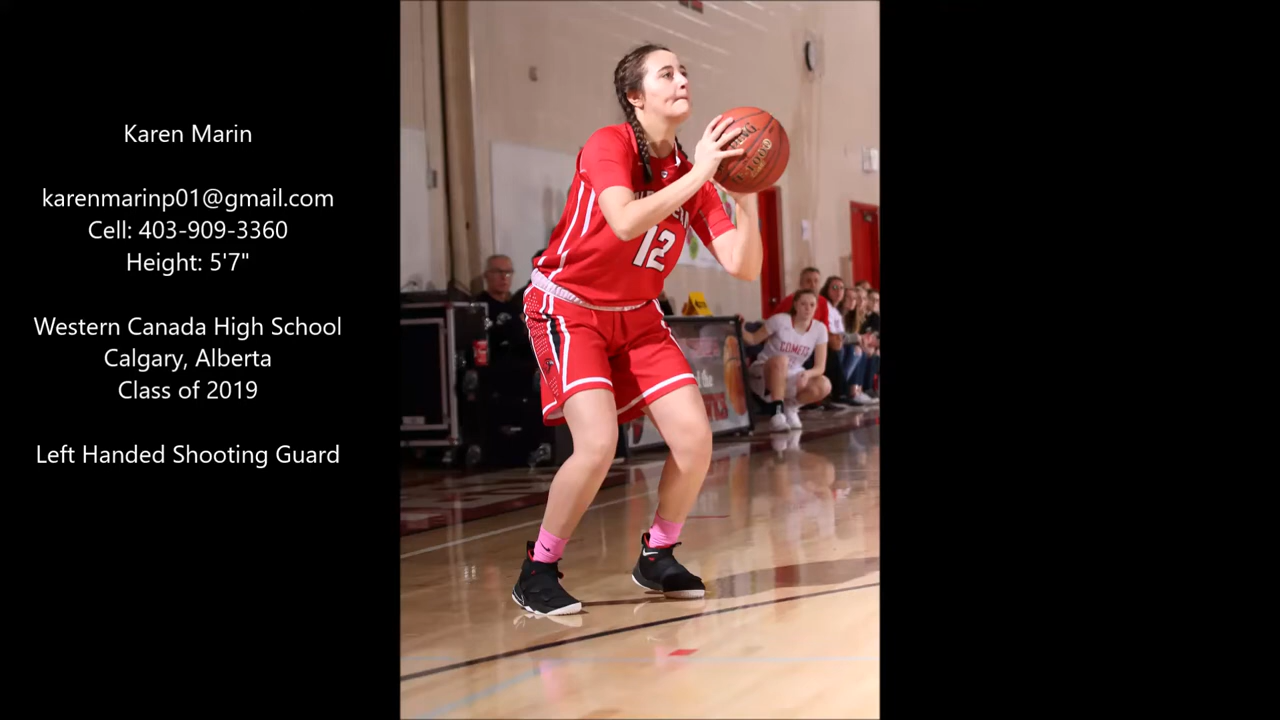 Karen Marin
karenmarinp01@gmail.com
Cell: 403-909-3360
Height: 5'7"
Western Canada High School
Calgary, Alberta
Class of 2019
Left Handed Shooting Guard
12
COMETS